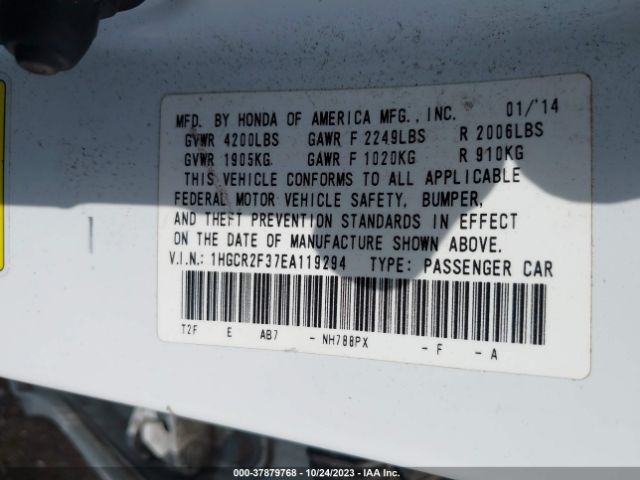 MFD. BY HONDA OF AMERICA MFG., INC. 01/'14
GVWR 4200LBS GAWR F 2249LBS R 2006LBS
GVWR 1905KG GAWR F 1020KG R 910KG
THIS VEHICLE CONFORMS TO ALL APPLICABLE
FEDERAL MOTOR VEHICLE SAFETY, BUMPER,
AND THEFT PREVENTION STANDARDS IN EFFECT
ON THE DATE OF MANUFACTURE SHOWN ABOVE.
V.I.N.: 1HGCR2F37EA119294 TYPE: PASSENGER CAR
T2F E AB7 - NH788PX - F - A
000-37879768 - 10/24/2023 - IAA Inc.